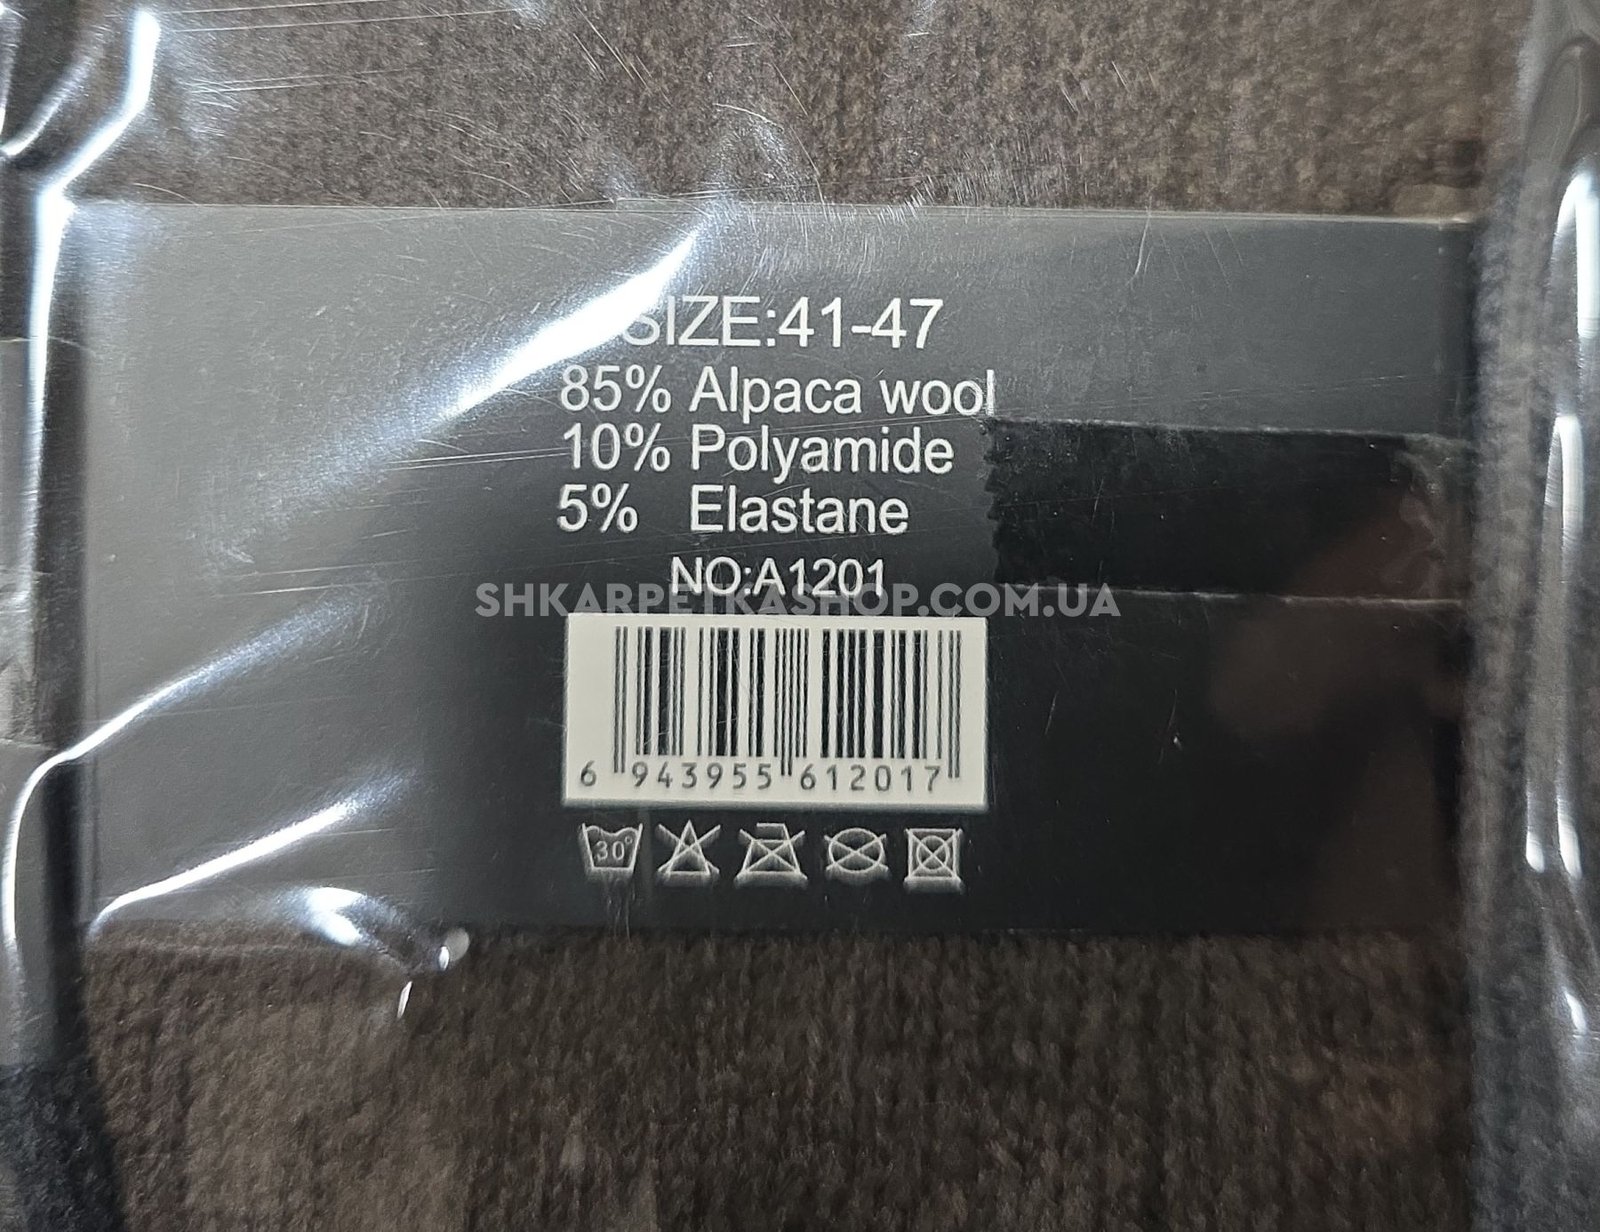 SIZE:41-47
85% Alpaca wool
10% Polyamide
5% Elastane
NO:A1201
SHKARPETKASHOP.COM.UA
6 943955 612017
30°